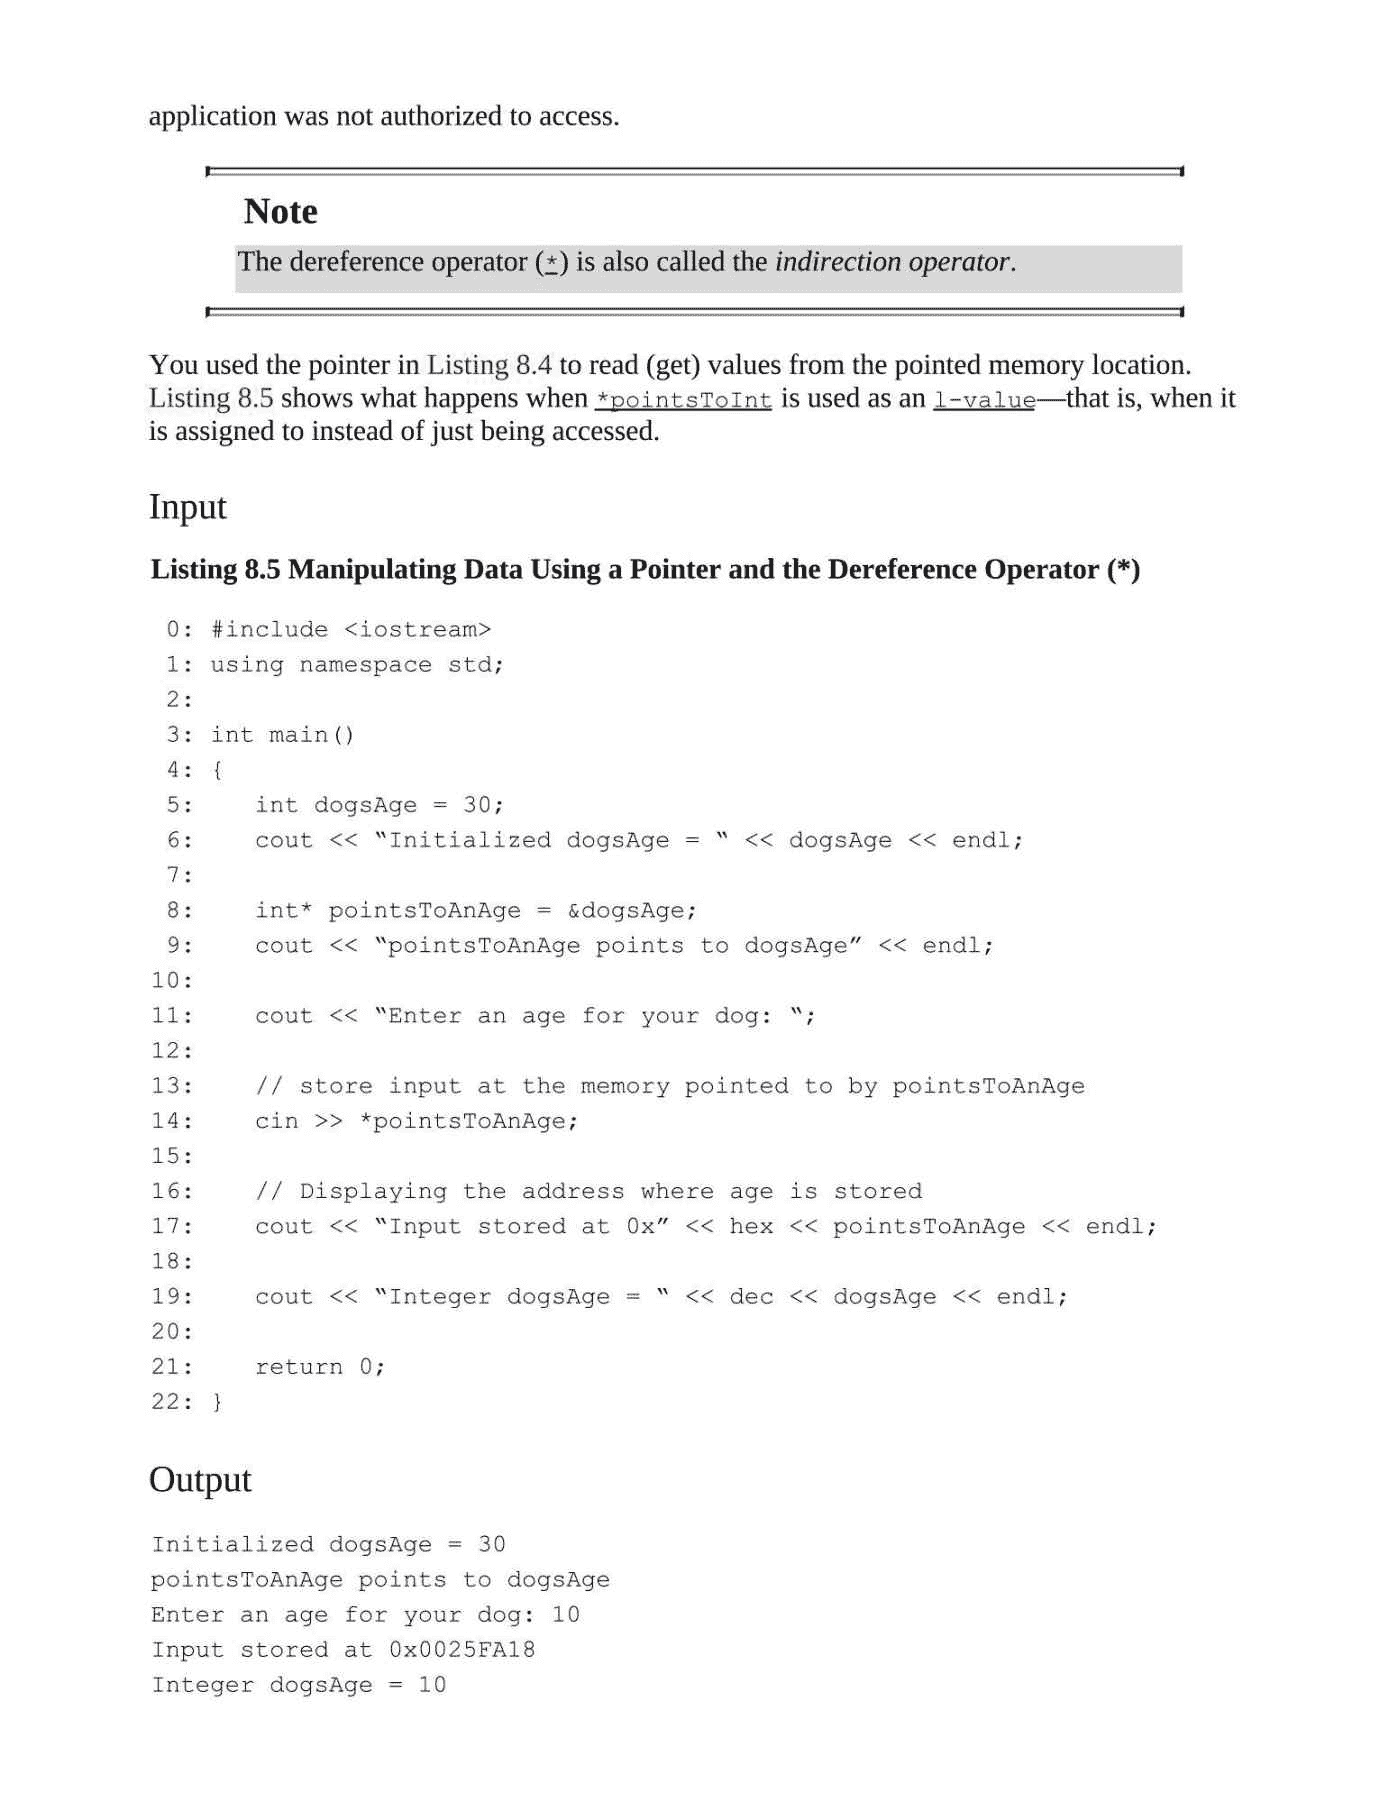 application was not authorized to access.
Note
The dereference operator (*) is also called the indirection operator.
You used the pointer in Listing 8.4 to read (get) values from the pointed memory location.
Listing 8.5 shows what happens when *pointsToInt is used as an l-value—that is, when it
is assigned to instead of just being accessed.
Input
Listing 8.5 Manipulating Data Using a Pointer and the Dereference Operator (*)
0: #include <iostream>
1: using namespace std;
2:
3: int main()
4: {
5:    int dogsAge = 30;
6:    cout << “Initialized dogsAge = “ << dogsAge << endl;
7:
8:    int* pointsToAnAge = &dogsAge;
9:    cout << “pointsToAnAge points to dogsAge” << endl;
10:
11:    cout << “Enter an age for your dog: “;
12:
13:    // store input at the memory pointed to by pointsToAnAge
14:    cin >> *pointsToAnAge;
15:
16:    // Displaying the address where age is stored
17:    cout << “Input stored at 0x” << hex << pointsToAnAge << endl;
18:
19:    cout << “Integer dogsAge = “ << dec << dogsAge << endl;
20:
21:    return 0;
22: }
Output
Initialized dogsAge = 30
pointsToAnAge points to dogsAge
Enter an age for your dog: 10
Input stored at 0x0025FA18
Integer dogsAge = 10